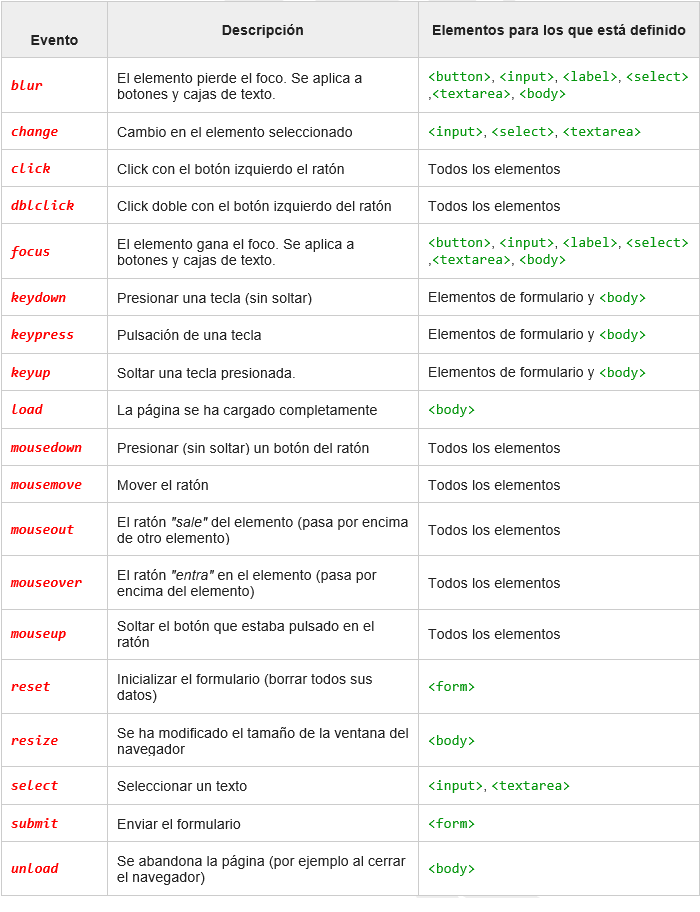 Evento
Descripción
Elementos para los que está definido
blur
El elemento pierde el foco. Se aplica a
botones y cajas de texto.
<button>, <input>, <label>, <select>
,<textarea>, <body>
change
Cambio en el elemento seleccionado
<input>, <select>, <textarea>
click
Click con el botón izquierdo el ratón
Todos los elementos
dblclick
Click doble con el botón izquierdo del ratón
Todos los elementos
focus
El elemento gana el foco. Se aplica a
botones y cajas de texto.
<button>, <input>, <label>, <select>
,<textarea>, <body>
keydown
Presionar una tecla (sin soltar)
Elementos de formulario y <body>
keypress
Pulsación de una tecla
Elementos de formulario y <body>
keyup
Soltar una tecla presionada.
Elementos de formulario y <body>
load
La página se ha cargado completamente
<body>
mousedown
Presionar (sin soltar) un botón del ratón
Todos los elementos
mousemove
Mover el ratón
Todos los elementos
mouseout
El ratón "sale" del elemento (pasa por encima
de otro elemento)
Todos los elementos
mouseover
El ratón "entra" en el elemento (pasa por
encima del elemento)
Todos los elementos
mouseup
Soltar el botón que estaba pulsado en el
ratón
Todos los elementos
reset
Inicializar el formulario (borrar todos sus
datos)
<form>
resize
Se ha modificado el tamaño de la ventana del
navegador
<body>
select
Seleccionar un texto
<input>, <textarea>
submit
Enviar el formulario
<form>
unload
Se abandona la página (por ejemplo al cerrar
el navegador)
<body>